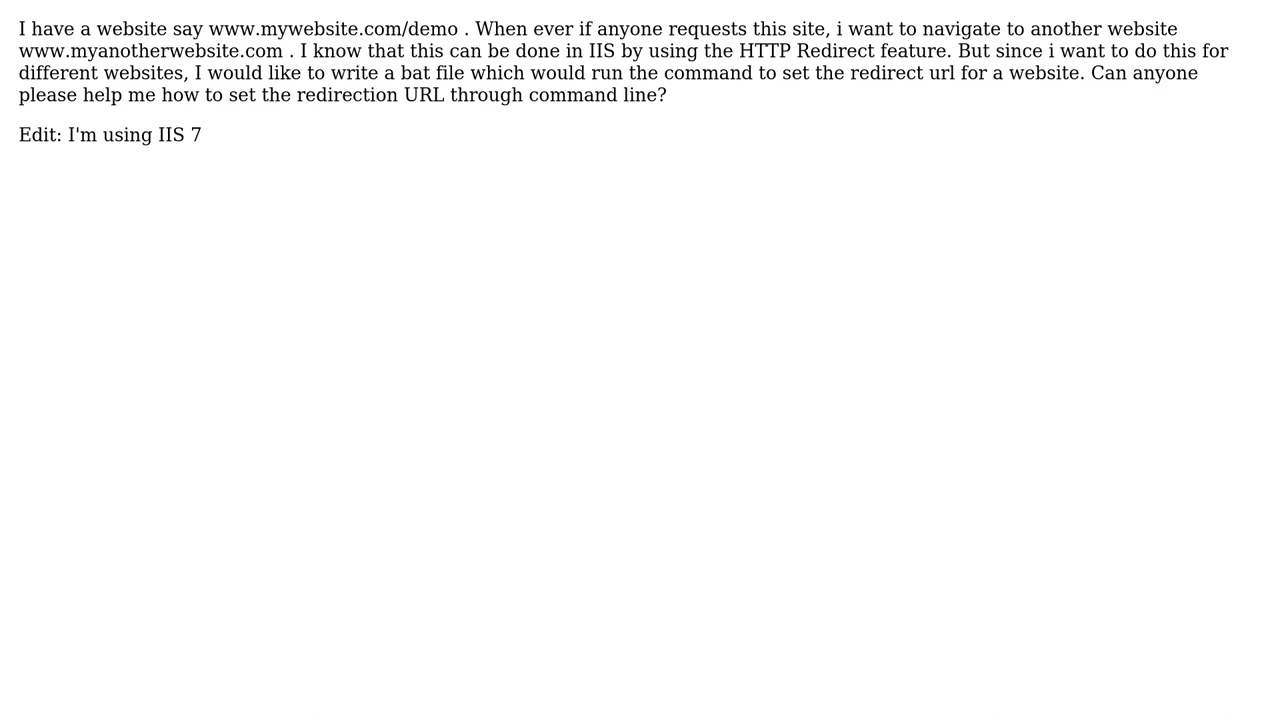 I have a website say www.mywebsite.com/demo . When ever if anyone requests this site, i want to navigate to another website
www.myanotherwebsite.com . I know that this can be done in IIS by using the HTTP Redirect feature. But since i want to do this for
different websites, I would like to write a bat file which would run the command to set the redirect url for a website. Can anyone
please help me how to set the redirection URL through command line?
Edit: I'm using IIS 7